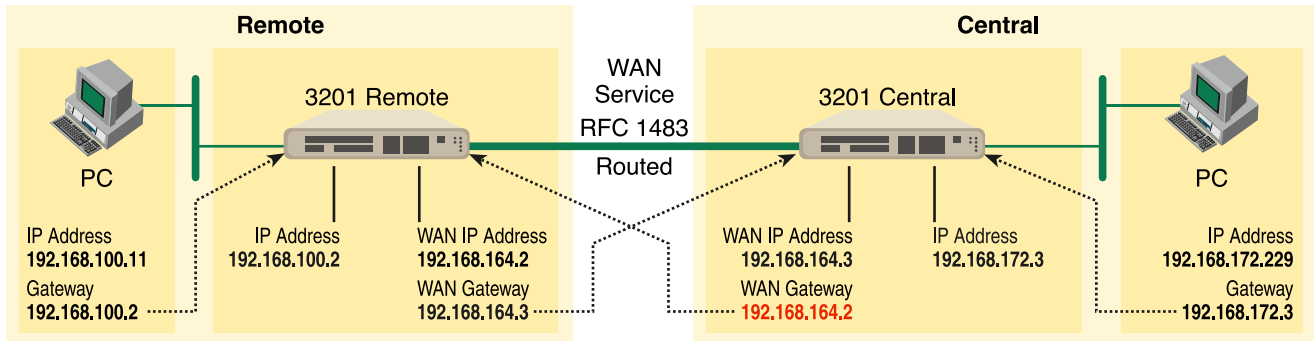 Remote
Central
3201 Remote
WAN
Service
RFC 1483
Routed
3201 Central
PC
PC
IP Address
192.168.100.11
Gateway
192.168.100.2
IP Address
192.168.100.2
WAN IP Address
192.168.164.2
WAN Gateway
192.168.164.3
WAN IP Address
192.168.164.3
WAN Gateway
192.168.164.2
IP Address
192.168.172.3
IP Address
192.168.172.229
Gateway
192.168.172.3